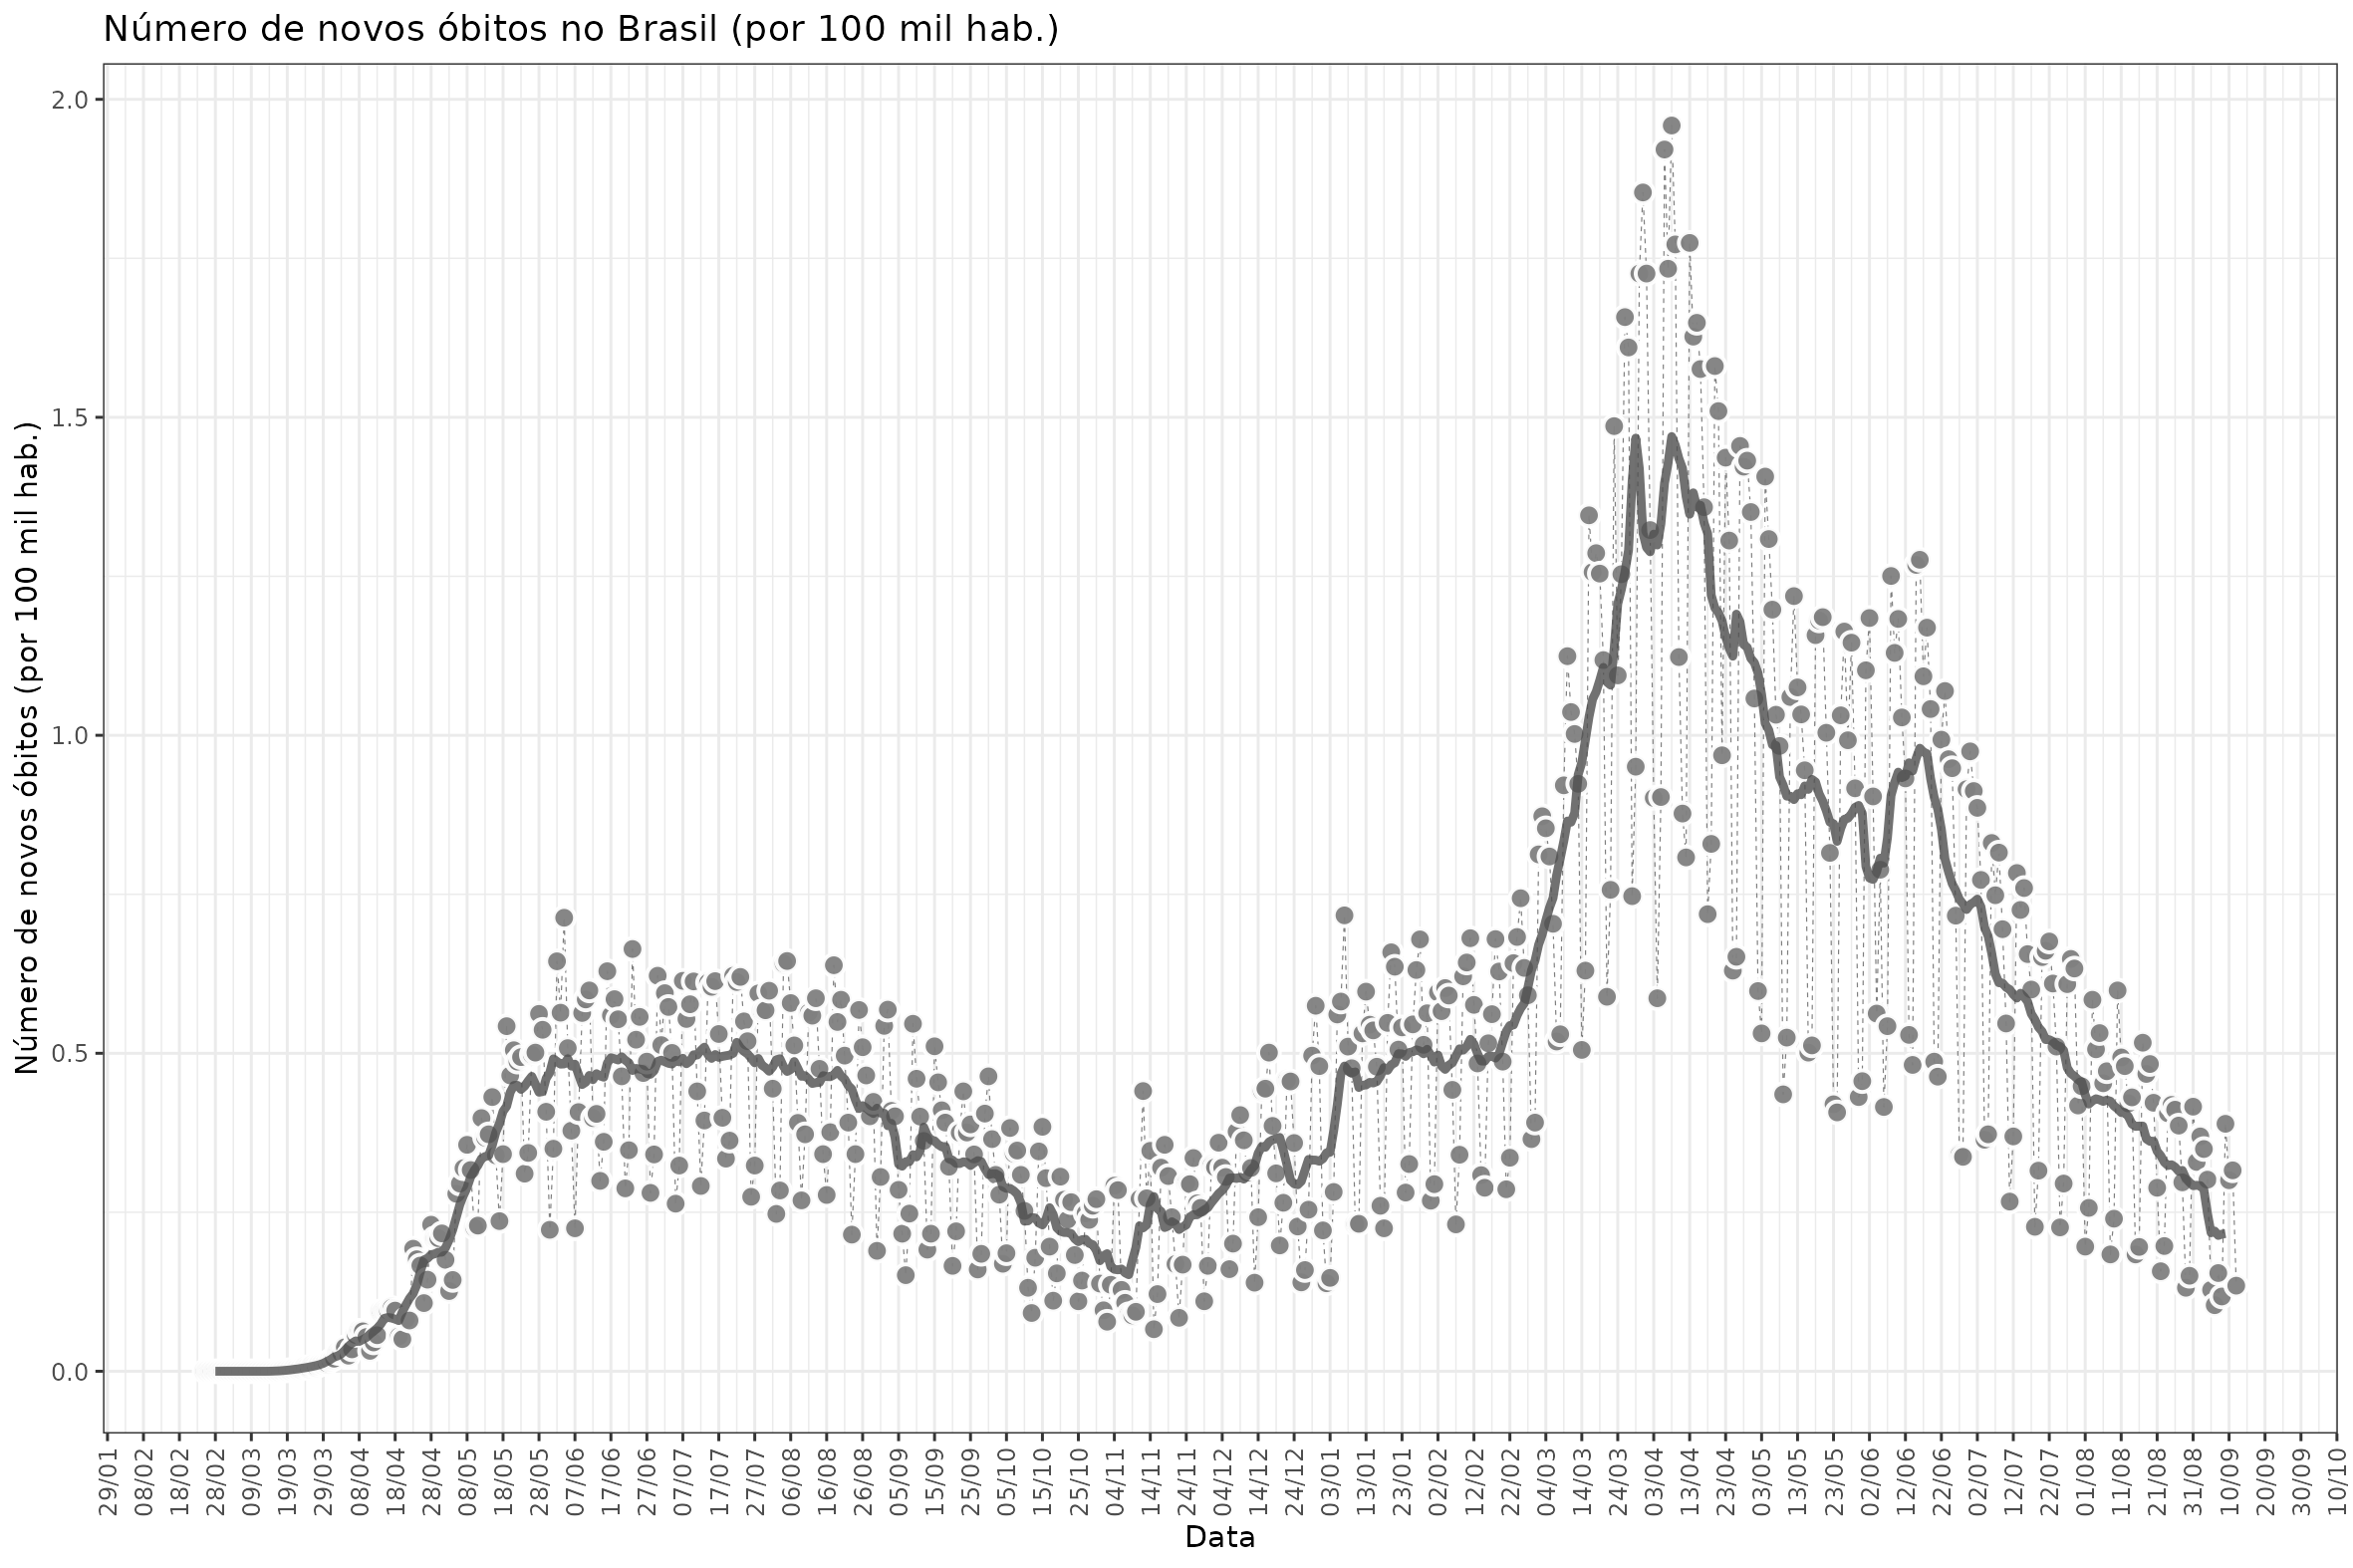 Número de novos óbitos no Brasil (por 100 mil hab.)
Número de novos óbitos (por 100 mil hab.)
2.0
1.5
1.0
0.5
0.0
29/01 08/02 18/02 28/02 09/03 19/03 29/03 08/04 18/04 28/04 08/05 18/05 28/05 07/06 17/06 27/06 07/07 17/07 27/07 06/08 16/08 26/08 05/09 15/09 25/09 05/10 15/10 25/10 04/11 14/11 24/11 04/12 14/12 24/12 03/01 13/01 23/01 02/02 12/02 22/02 04/03 14/03 24/03 03/04 13/04 23/04 03/05 13/05 23/05 02/06 12/06 22/06 02/07 12/07 22/07 01/08 11/08 21/08 31/08 10/09 20/09 30/09 10/10
Data